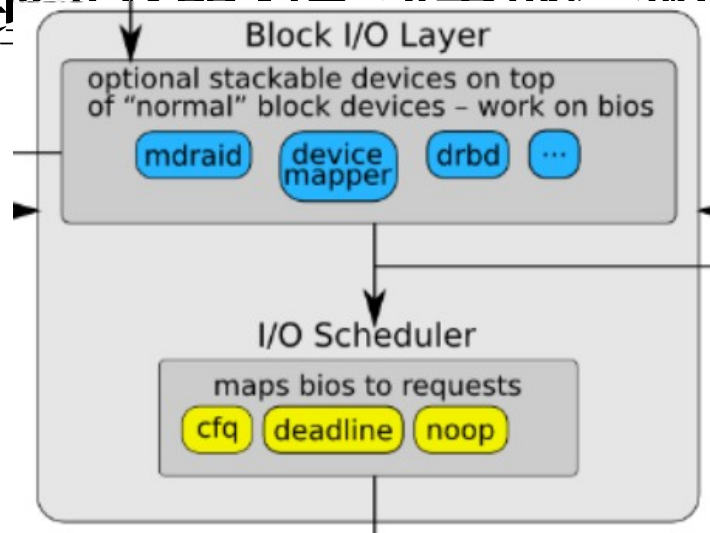 Block I/O Layer
optional stackable devices on top
of “normal” block devices – work on bios
mdraid
device
mapper
drbd
...
I/O Scheduler
maps bios to requests
cfq
deadline
noop